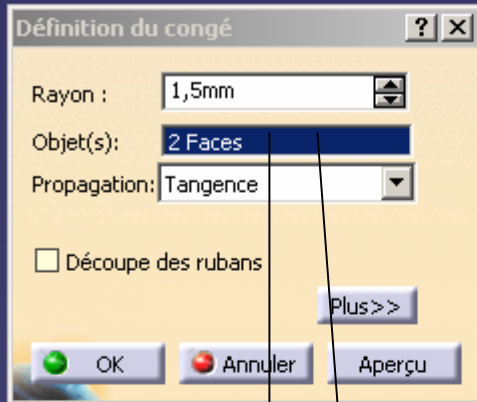 Définition du congé
Rayon : 1,5mm
Objet(s): 2 Faces
Propagation: Tangence
Découpe des rubans
Plus>>
OK Annuler Aperçu